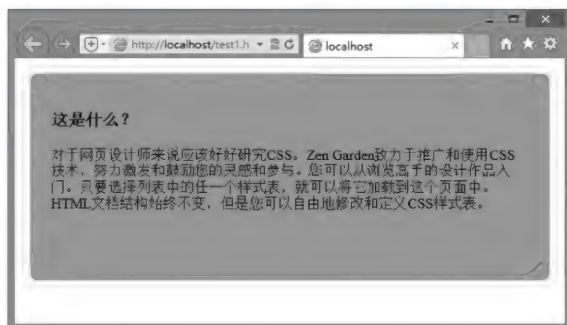 http://localhost/test1.h
localhost
这是什么？
对于网页设计师来说应该好好研究CSS。Zen Garden致力于推广和使用CSS
技术，努力激发和鼓励您的灵感和参与。您可以从浏览高手的设计作品入
门。只要选择列表中的任一个样式表，就可以将它加载到这个页面中。
HTML文档结构始终不变，但是您可以自由地修改和定义CSS样式表。